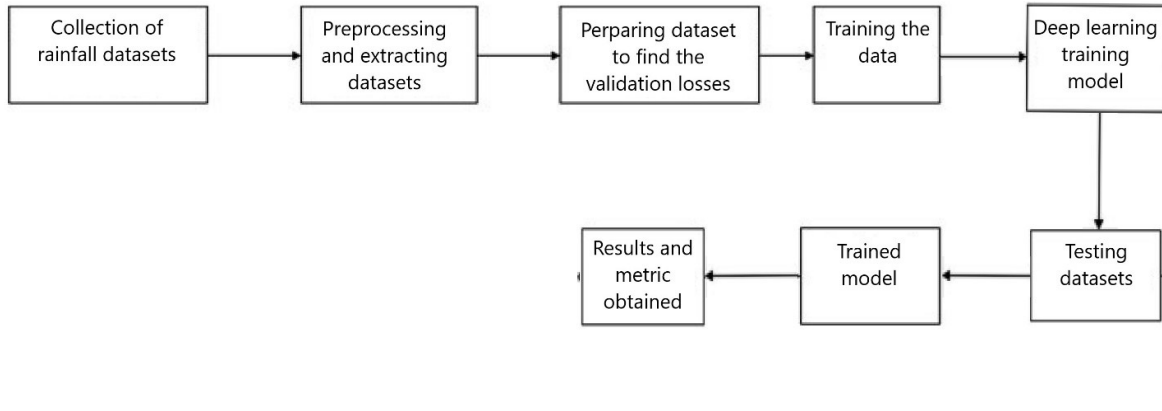 Collection of
rainfall datasets
Preprocessing
and extracting
datasets
Perparing dataset
to find the
validation losses
Training the
data
Deep learning
training
model
Testing
datasets
Trained
model
Results and
metric
obtained